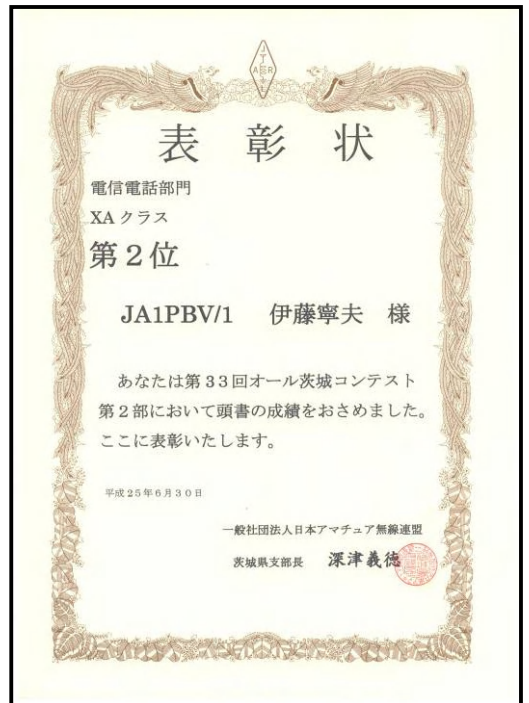 J
A R
L
表彰状
電信電話部門
XAクラス
第2位
JA1PBV/1 伊藤寧夫 様
あなたは第33回オール茨城コンテスト
第2部において頭書の成績をおさめました。
ここに表彰いたします。
平成25年6月30日
一般社団法人日本アマチュア無線連盟
茨城県支部長 深津義徳